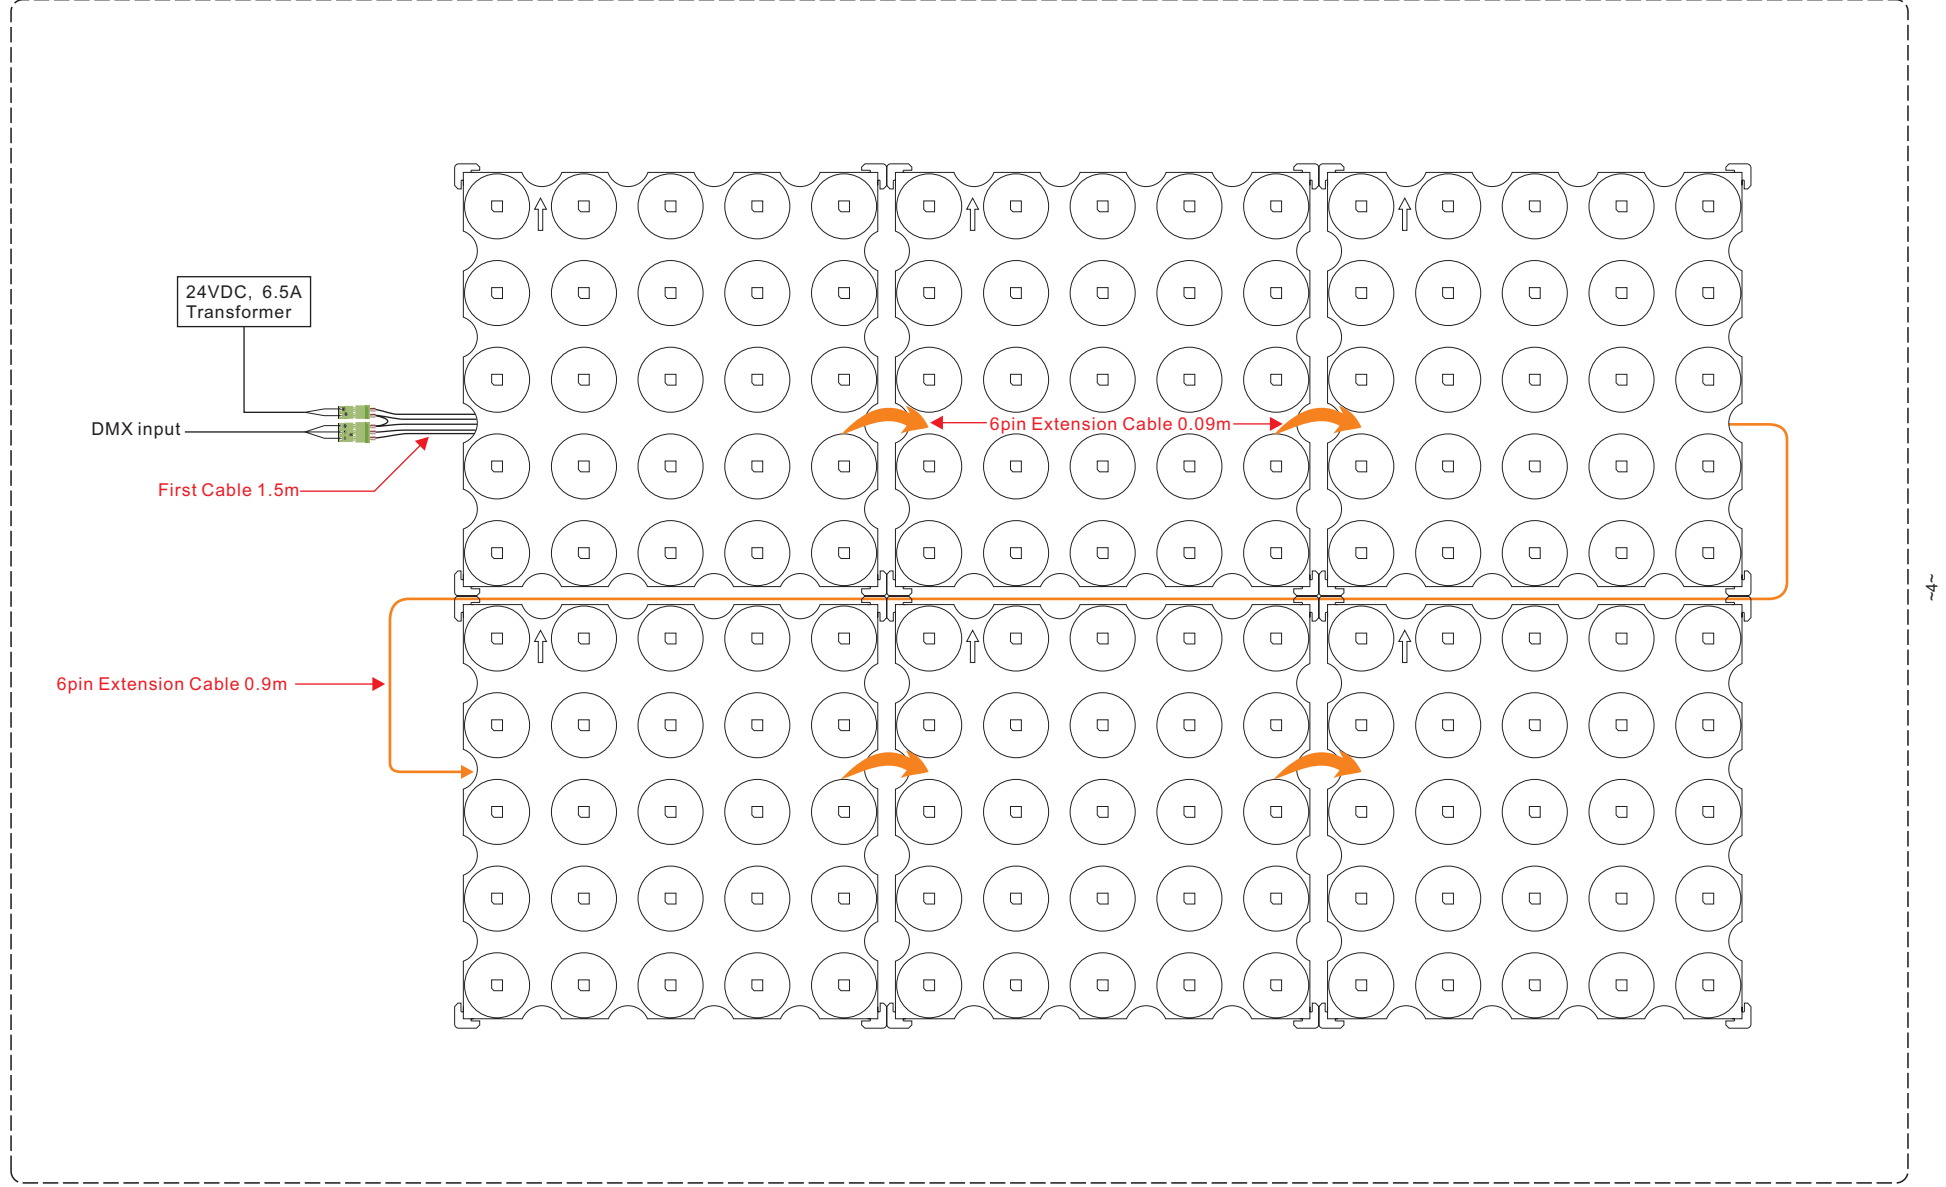 24VDC, 6.5A
Transformer
DMX input
First Cable 1.5m
6pin Extension Cable 0.09m
6pin Extension Cable 0.9m
~4~